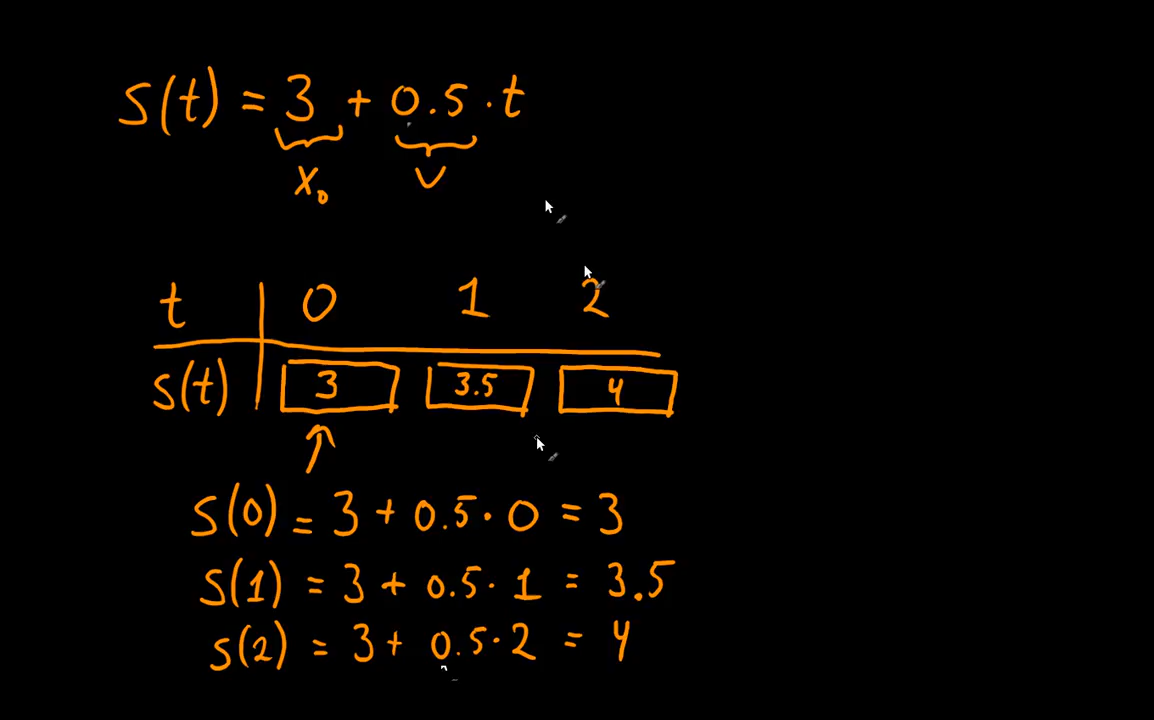 S(t) = 3 + 0.5 · t
x₀ v
t 0 1 2
s(t) 3 3.5 4
S(0) = 3 + 0.5 · 0 = 3
S(1) = 3 + 0.5 · 1 = 3.5
S(2) = 3 + 0.5 · 2 = 4